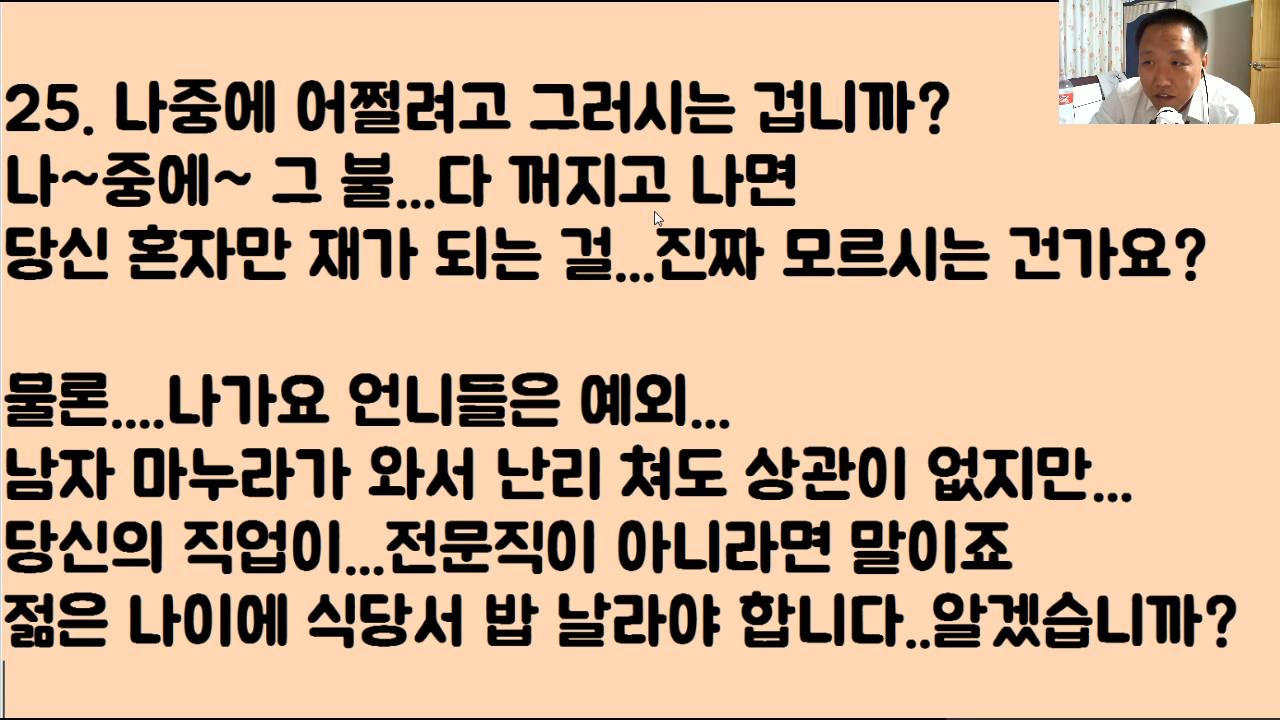 25. 나중에 어쩔려고 그러시는 겁니까?
나~중에~ 그 불...다 꺼지고 나면
당신 혼자만 재가 되는 걸...진짜 모르시는 건가요?
물론....나가요 언니들은 예외...
남자 마누라가 와서 난리 쳐도 상관이 없지만...
당신의 직업이...전문직이 아니라면 말이죠
젊은 나이에 식당서 밥 날라야 합니다..알겠습니까?